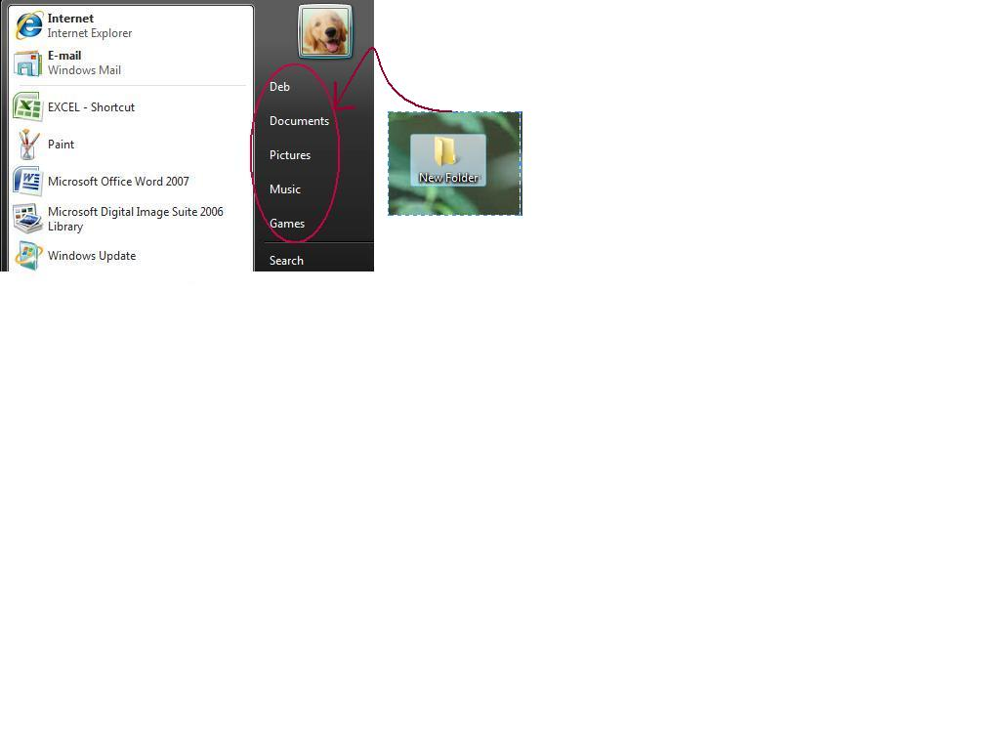 Internet
Internet Explorer
E-mail
Windows Mail
EXCEL - Shortcut
Paint
Microsoft Office Word 2007
Microsoft Digital Image Suite 2006
Library
Windows Update
Deb
Documents
Pictures
Music
Games
Search
New Folder